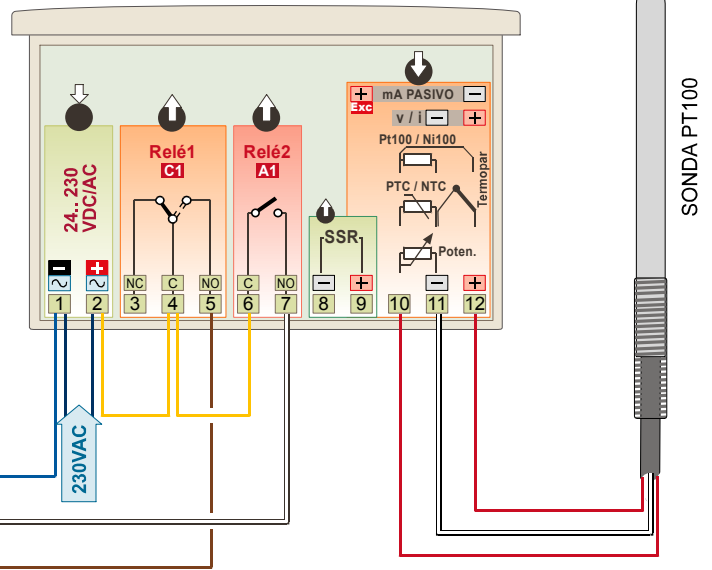 mA PASIVO
Exc
v / i
Pt100 / Ni100
Relé1
C1
Relé2
A1
PTC / NTC
Termopar
24.. 230
VDC/AC
SSR
Poten.
NC
C
NO
C
NO
1
2
3
4
5
6
7
8
9
10
11
12
230VAC
SONDA PT100